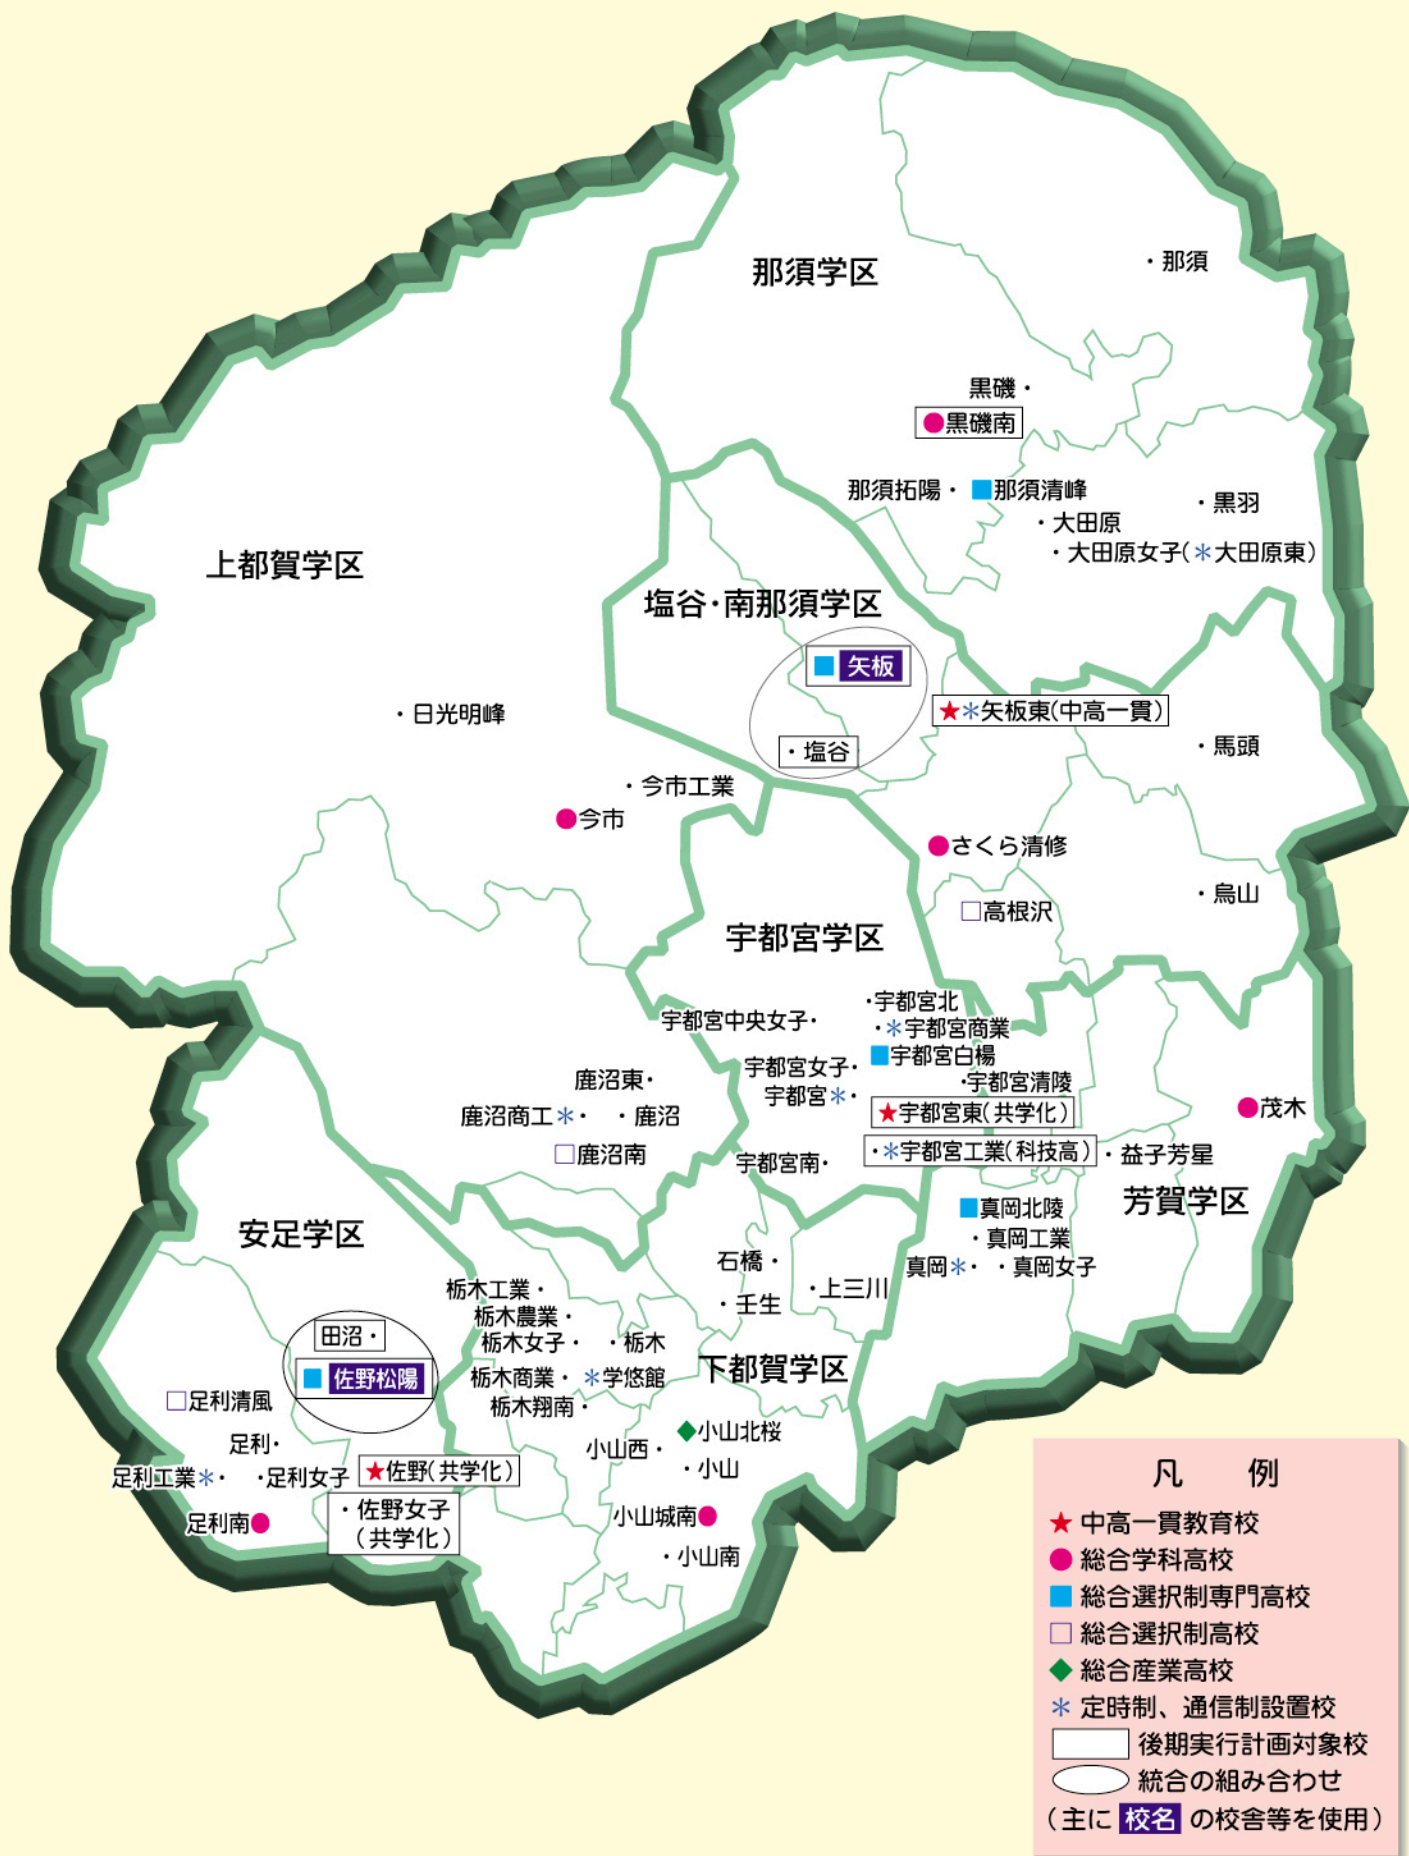 那須学区
・那須
黒磯・
●黒磯南
那須拓陽・
■那須清峰
・黒羽
・大田原
・大田原女子(＊大田原東)
上都賀学区
塩谷・南那須学区
■矢板
★＊矢板東(中高一貫)
・日光明峰
・塩谷
・馬頭
・今市工業
●今市
●さくら清修
・烏山
□高根沢
宇都宮学区
・宇都宮北
宇都宮中央女子・
・＊宇都宮商業
■宇都宮白楊
宇都宮女子・
・宇都宮清陵
宇都宮＊・
鹿沼東・
★宇都宮東(共学化)
●茂木
鹿沼商工＊・
・鹿沼
・＊宇都宮工業(科技高)
□鹿沼南
宇都宮南・
・益子芳星
芳賀学区
■真岡北陵
・真岡工業
真岡＊・
・真岡女子
安足学区
石橋・
・上三川
・壬生
栃木工業・
栃木農業・
栃木女子・
・栃木
栃木商業・
＊学悠館
栃木翔南・
下都賀学区
田沼・
■佐野松陽
□足利清風
足利・
足利工業＊・
・足利女子
★佐野(共学化)
・佐野女子
(共学化)
足利南●
◆小山北桜
小山西・
・小山
小山城南●
・小山南
凡　例
★ 中高一貫教育校
● 総合学科高校
■ 総合選択制専門高校
□ 総合選択制高校
◆ 総合産業高校
＊ 定時制、通信制設置校
後期実行計画対象校
統合の組み合わせ
(主に 校名 の校舎等を使用)